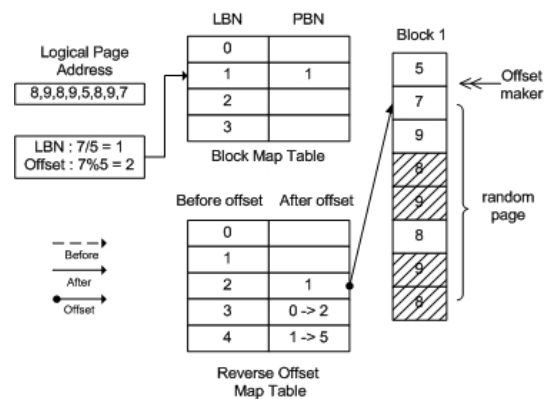 LBN PBN
Logical Page
Address
8,9,8,9,5,8,9,7
LBN : 7/5 = 1
Offset : 7%5 = 2
0
1 1
2
3
Block Map Table
Before offset After offset
0
1
2 1
3 0 -> 2
4 1 -> 5
Reverse Offset
Map Table
Before
After
Offset
Block 1
5
7
9
8
9
8
9
8
Offset
maker
random
page